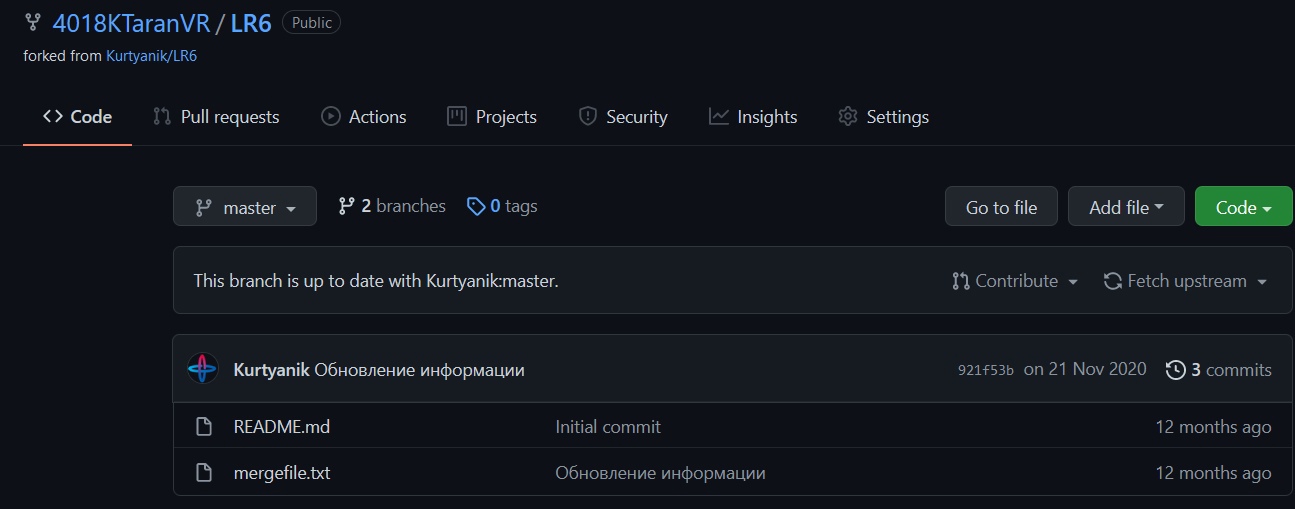 4018KTaranVR / LR6 Public
forked from Kurtyanik/LR6
Code Pull requests Actions Projects Security Insights Settings
master 2 branches 0 tags Go to file Add file Code
This branch is up to date with Kurtyanik:master. Contribute Fetch upstream
Kurtyanik Обновление информации 921f53b on 21 Nov 2020 3 commits
README.md Initial commit 12 months ago
mergefile.txt Обновление информации 12 months ago